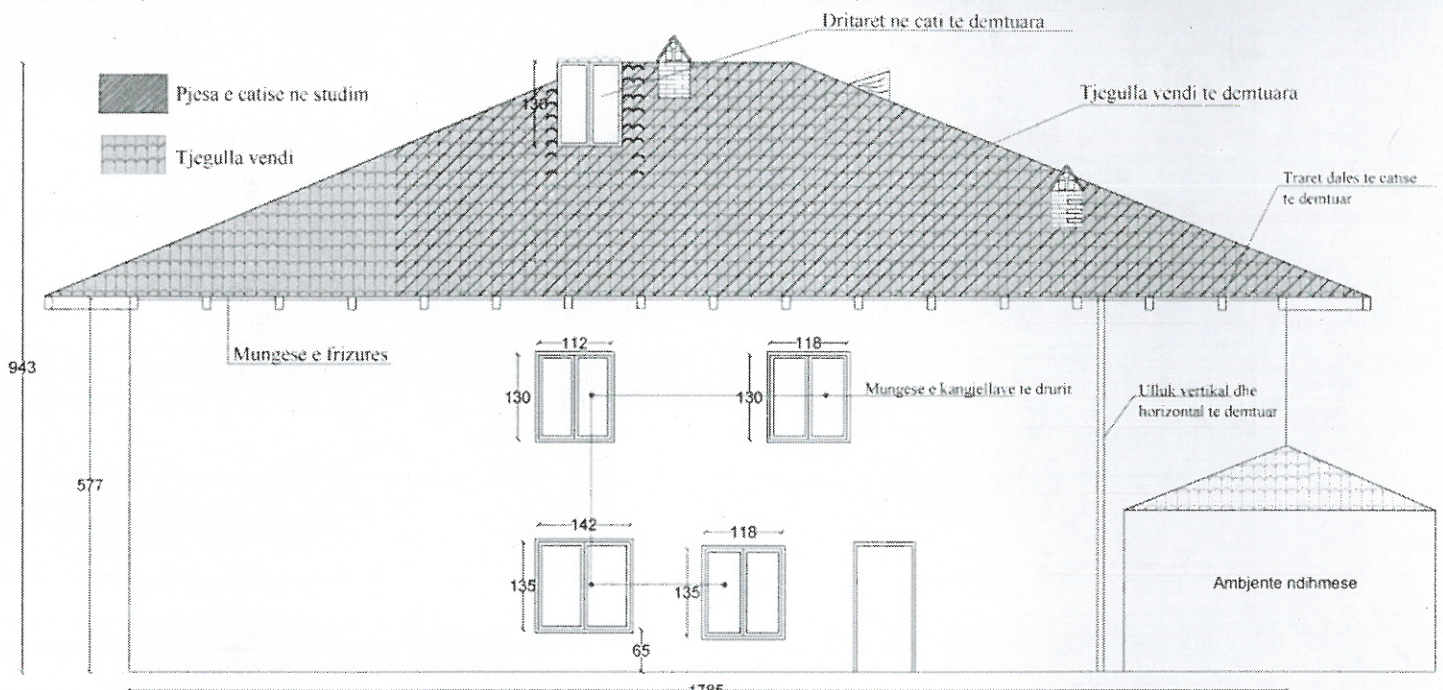 Dritaret ne cati te demtuara
Pjesa e catise ne studim
130
Tjegulla vendi te demtuara
Tjegulla vendi
Traret dales te catise
te demtuar
Mungese e frizures
943
112
118
130
130
Mungese e kangjellave te drurit
Ulluk vertikal dhe
horizontal te demtuar
577
142
118
135
135
Ambjente ndihmese
65
1785